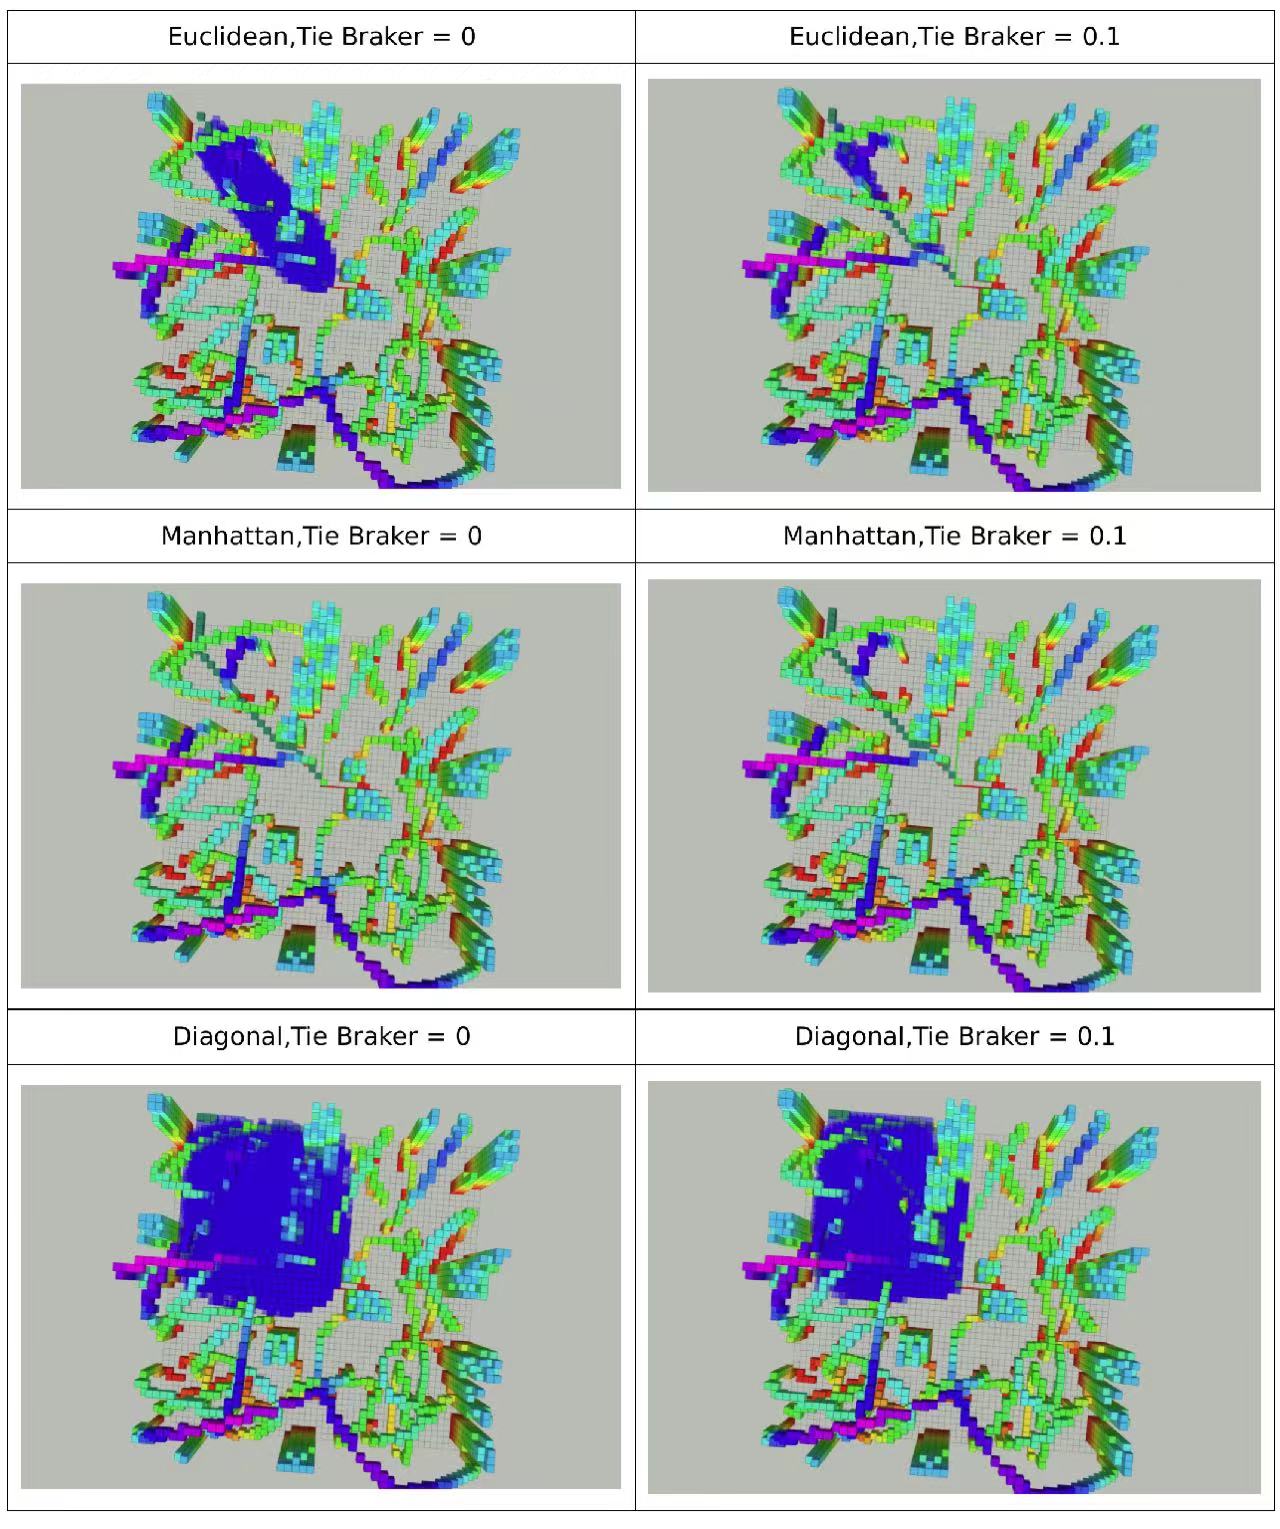 Euclidean,Tie Braker = 0
Euclidean,Tie Braker = 0.1
Manhattan,Tie Braker = 0
Manhattan,Tie Braker = 0.1
Diagonal,Tie Braker = 0
Diagonal,Tie Braker = 0.1